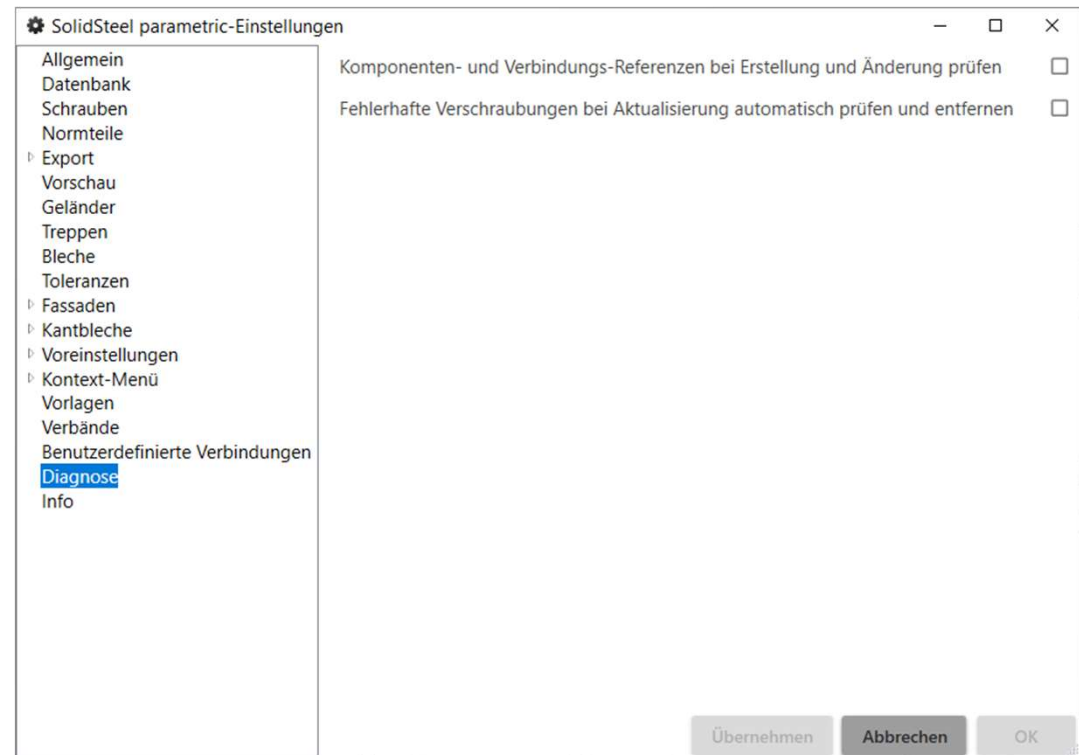 SolidSteel parametric-Einstellungen
Allgemein
Datenbank
Schrauben
Normteile
Export
Vorschau
Geländer
Treppen
Bleche
Toleranzen
Fassaden
Kantbleche
Voreinstellungen
Kontext-Menü
Vorlagen
Verbände
Benutzerdefinierte Verbindungen
Diagnose
Info
Komponenten- und Verbindungs-Referenzen bei Erstellung und Änderung prüfen
Fehlerhafte Verschraubungen bei Aktualisierung automatisch prüfen und entfernen
Übernehmen Abbrechen OK